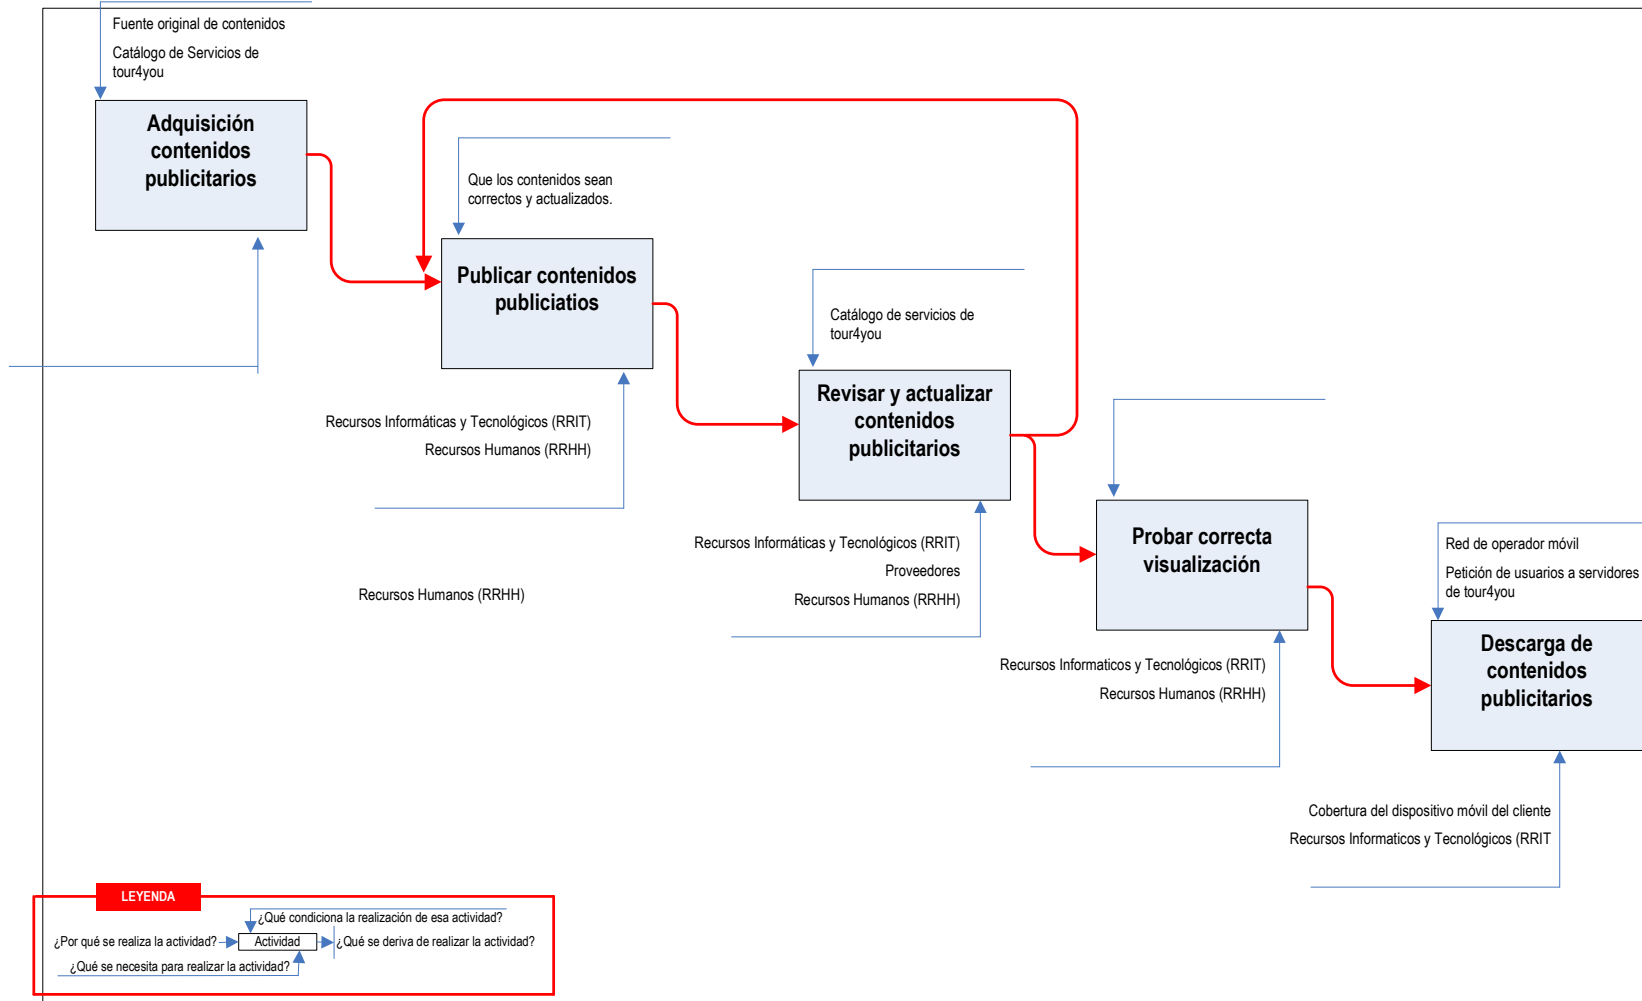 Fuente original de contenidos
Catálogo de Servicios de
tour4you
Adquisición
contenidos
publicitarios
Que los contenidos sean
correctos y actualizados.
Publicar contenidos
publiciatios
Catálogo de servicios de
tour4you
Revisar y actualizar
contenidos
publicitarios
Recursos Informáticas y Tecnológicos (RRIT)
Recursos Humanos (RRHH)
Recursos Humanos (RRHH)
Recursos Informáticas y Tecnológicos (RRIT)
Proveedores
Recursos Humanos (RRHH)
Probar correcta
visualización
Red de operador móvil
Petición de usuarios a servidores
de tour4you
Descarga de
contenidos
publicitarios
Recursos Informaticos y Tecnológicos (RRIT)
Recursos Humanos (RRHH)
Cobertura del dispositivo móvil del cliente
Recursos Informaticos y Tecnológicos (RRIT
LEYENDA
¿Qué condiciona la realización de esa actividad?
¿Por qué se realiza la actividad?
Actividad
¿Qué se deriva de realizar la actividad?
¿Qué se necesita para realizar la actividad?